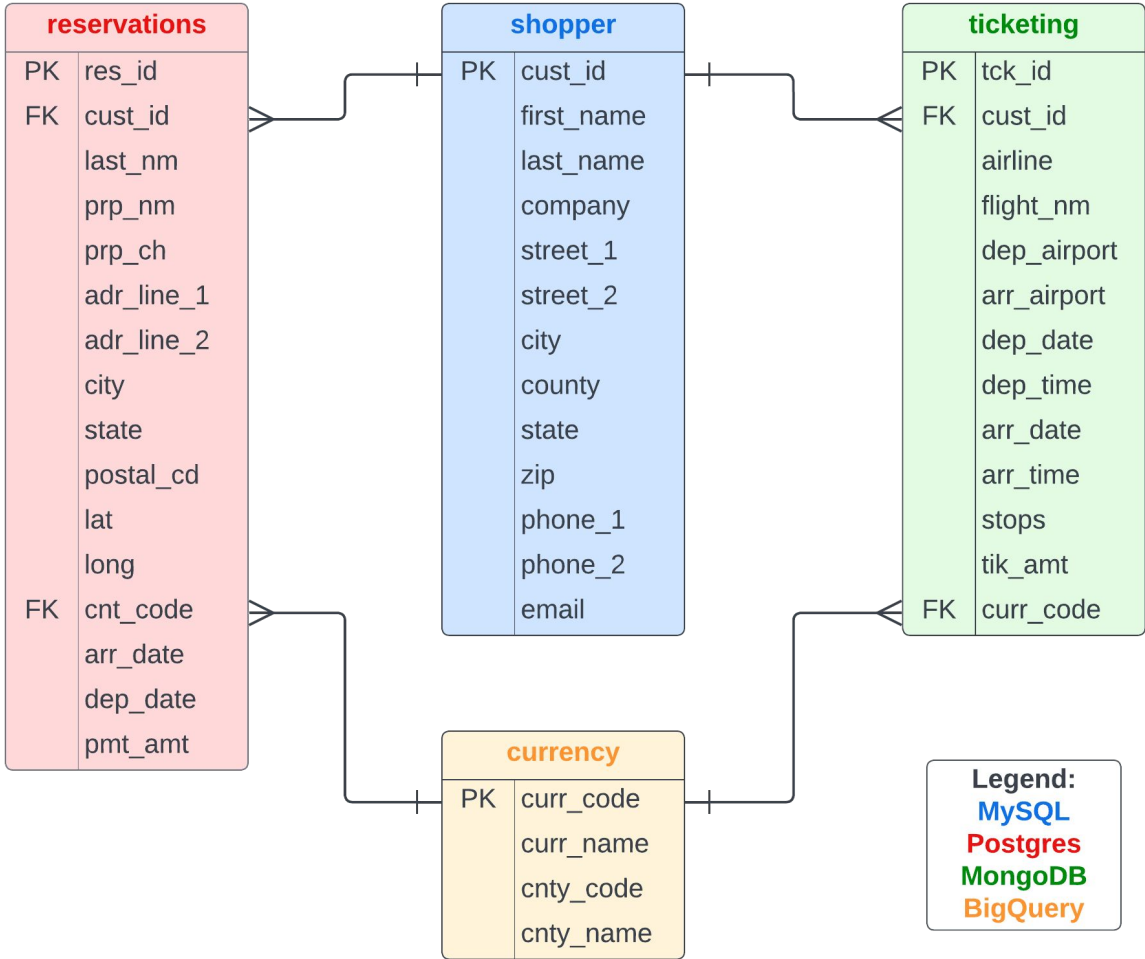 reservations
PK res_id
FK cust_id
last_nm
prp_nm
prp_ch
adr_line_1
adr_line_2
city
state
postal_cd
lat
long
FK cnt_code
arr_date
dep_date
pmt_amt
shopper
PK cust_id
first_name
last_name
company
street_1
street_2
city
county
state
zip
phone_1
phone_2
email
ticketing
PK tck_id
FK cust_id
airline
flight_nm
dep_airport
arr_airport
dep_date
dep_time
arr_date
arr_time
stops
tik_amt
FK curr_code
currency
PK curr_code
curr_name
cnty_code
cnty_name
Legend:
MySQL
Postgres
MongoDB
BigQuery